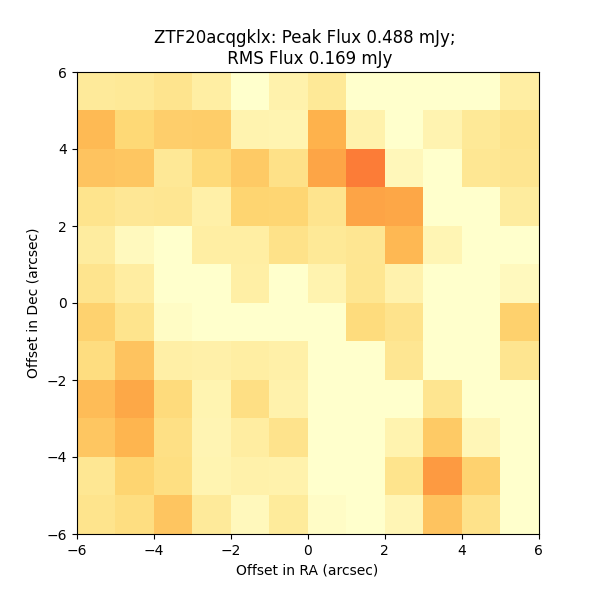 ZTF20acqgklx: Peak Flux 0.488 mJy;
RMS Flux 0.169 mJy
6
4
2
0
−2
−4
−6
Offset in Dec (arcsec)
−6 −4 −2 0 2 4 6
Offset in RA (arcsec)